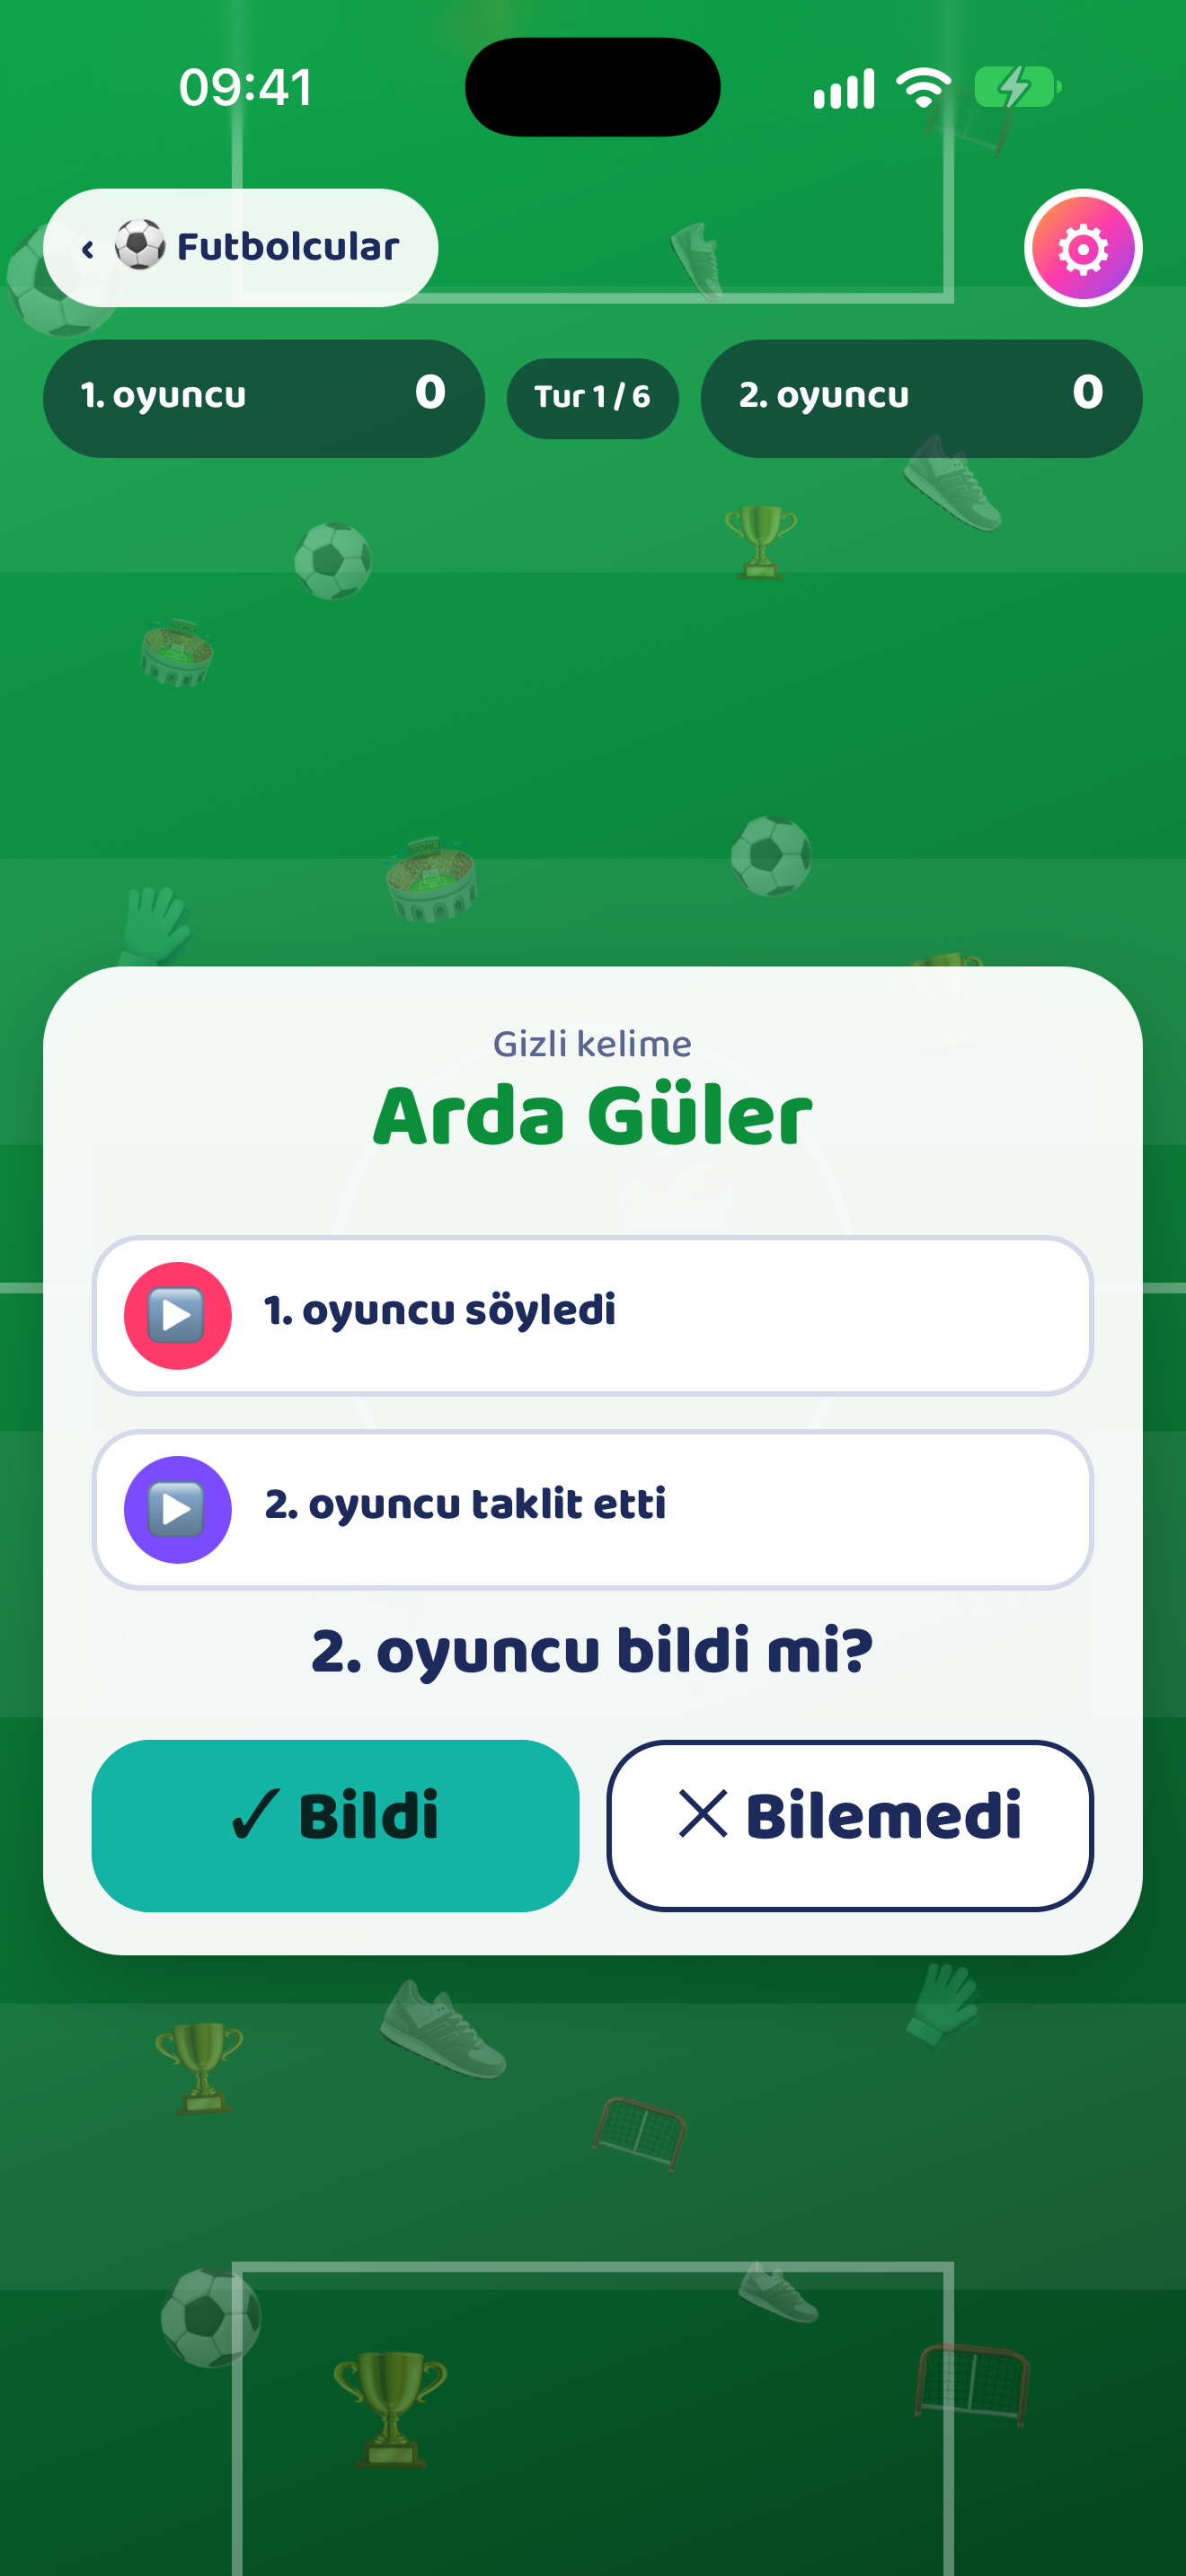 09:41
‹ ⚽ Futbolcular
1. oyuncu 0
Tur 1 / 6
2. oyuncu 0
Gizli kelime
Arda Güler
1. oyuncu söyledi
2. oyuncu taklit etti
2. oyuncu bildi mi?
✓ Bildi
✕ Bilemedi